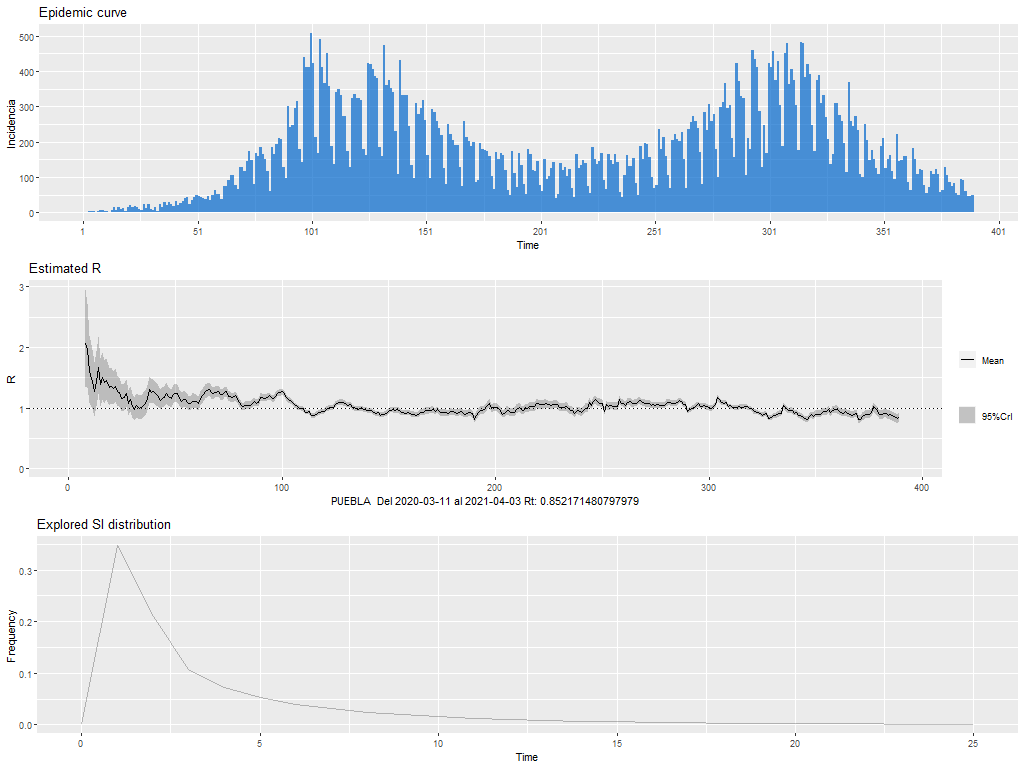 Epidemic curve
Incidencia
500
400
300
200
100
0
1 51 101 151 201 251 301 351 401
Time
Estimated R
R
3
2
1
0
0 100 200 300 400
PUEBLA Del 2020-03-11 al 2021-04-03 Rt: 0.852171480797979
Mean
95%CrI
Explored SI distribution
Frequency
0.3
0.2
0.1
0.0
0 5 10 15 20 25
Time